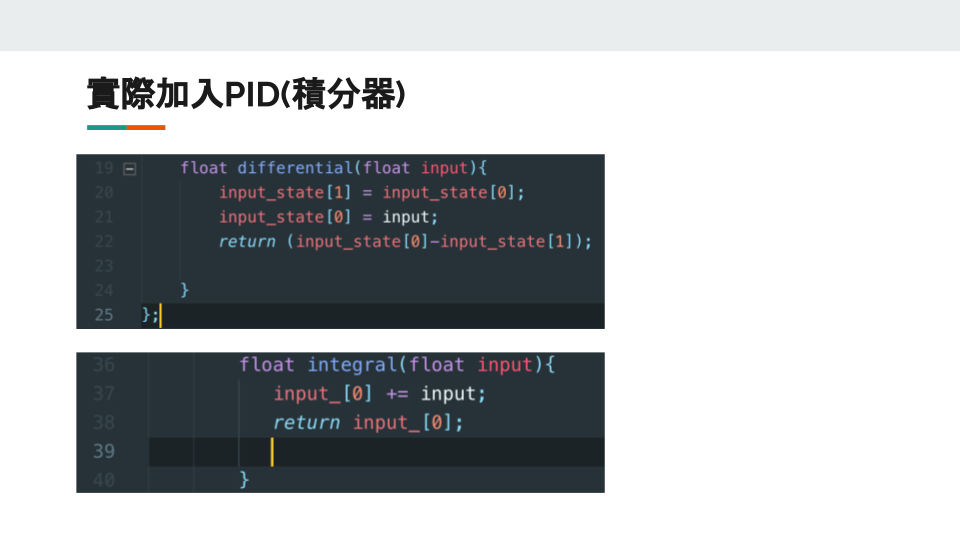 實際加入PID(積分器)
19 float differential(float input){
20 input_state[1] = input_state[0];
21 input_state[0] = input;
22 return (input_state[0]-input_state[1]);
23
24 }
25 };
36 float integral(float input){
37 input_[0] += input;
38 return input_[0];
39
40 }